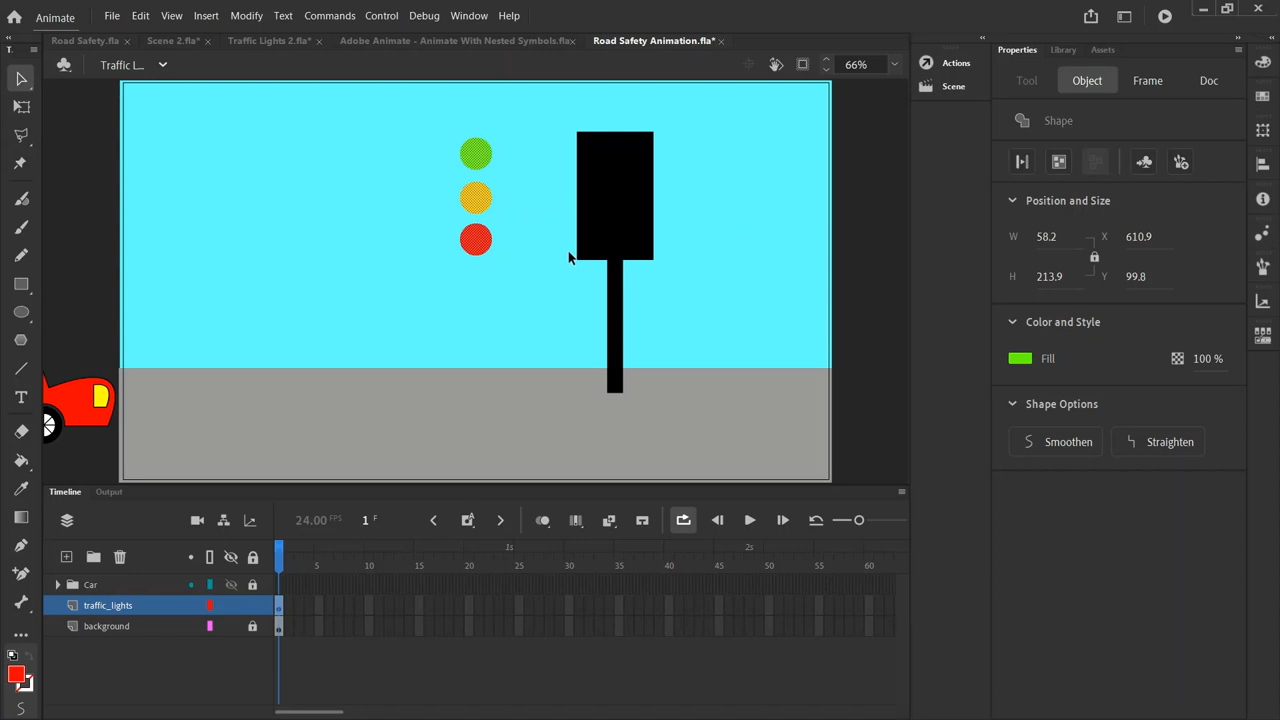 Animate File Edit View Insert Modify Text Commands Control Debug Window Help
Road Safety.fla × Scene 2.fla* × Traffic Lights 2.fla* × Adobe Animate - Animate With Nested Symbols.fla× Road Safety Animation.fla* ×
T.
Traffic l... 66%
Actions
Scene
Properties Library Assets
Tool Object Frame Doc
Shape
Position and Size
W 58.2 X 610.9
H 213.9 Y 99.8
Color and Style
Fill 100 %
Shape Options
Smoothen Straighten
Timeline Output
24.00 FPS 1 F
1s 2s
5 10 15 20 25 30 35 40 45 50 55 60
Car
traffic_lights
background